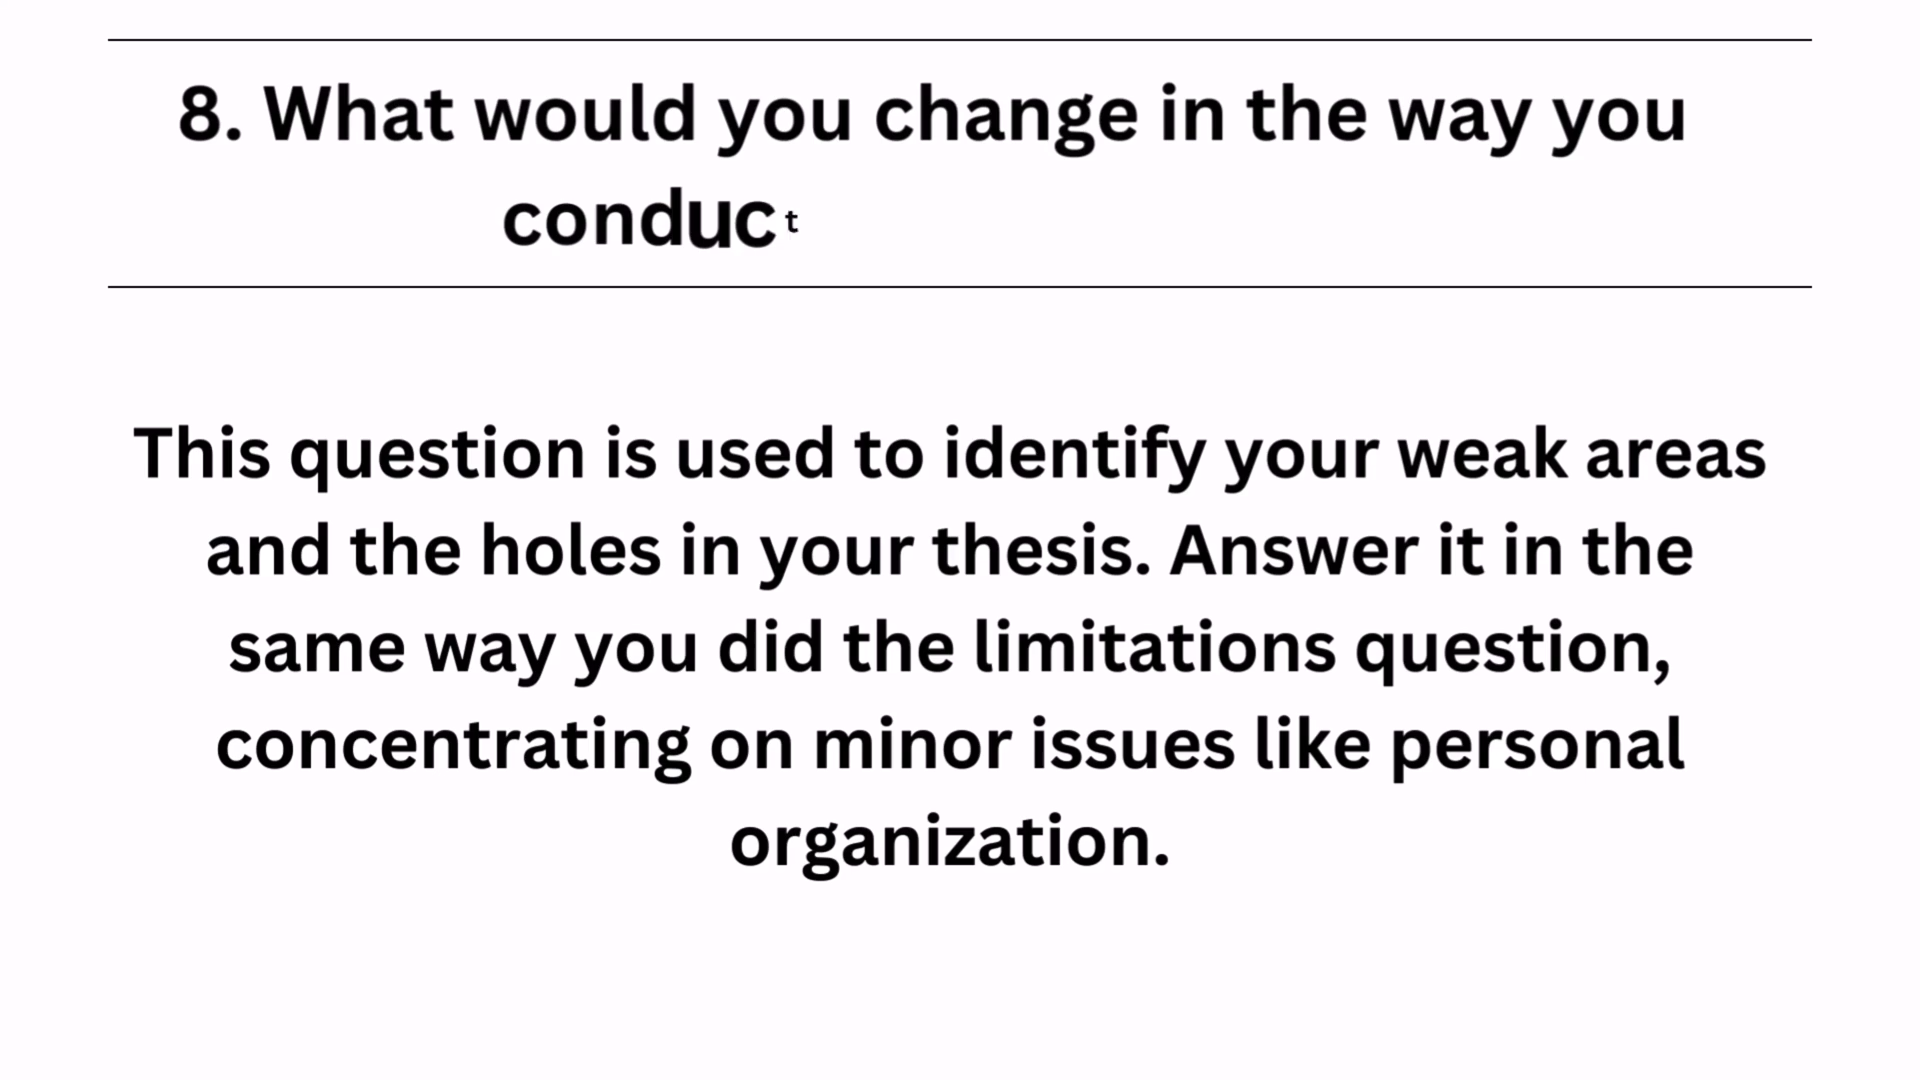 8. What would you change in the way you
conduct
This question is used to identify your weak areas
and the holes in your thesis. Answer it in the
same way you did the limitations question,
concentrating on minor issues like personal
organization.